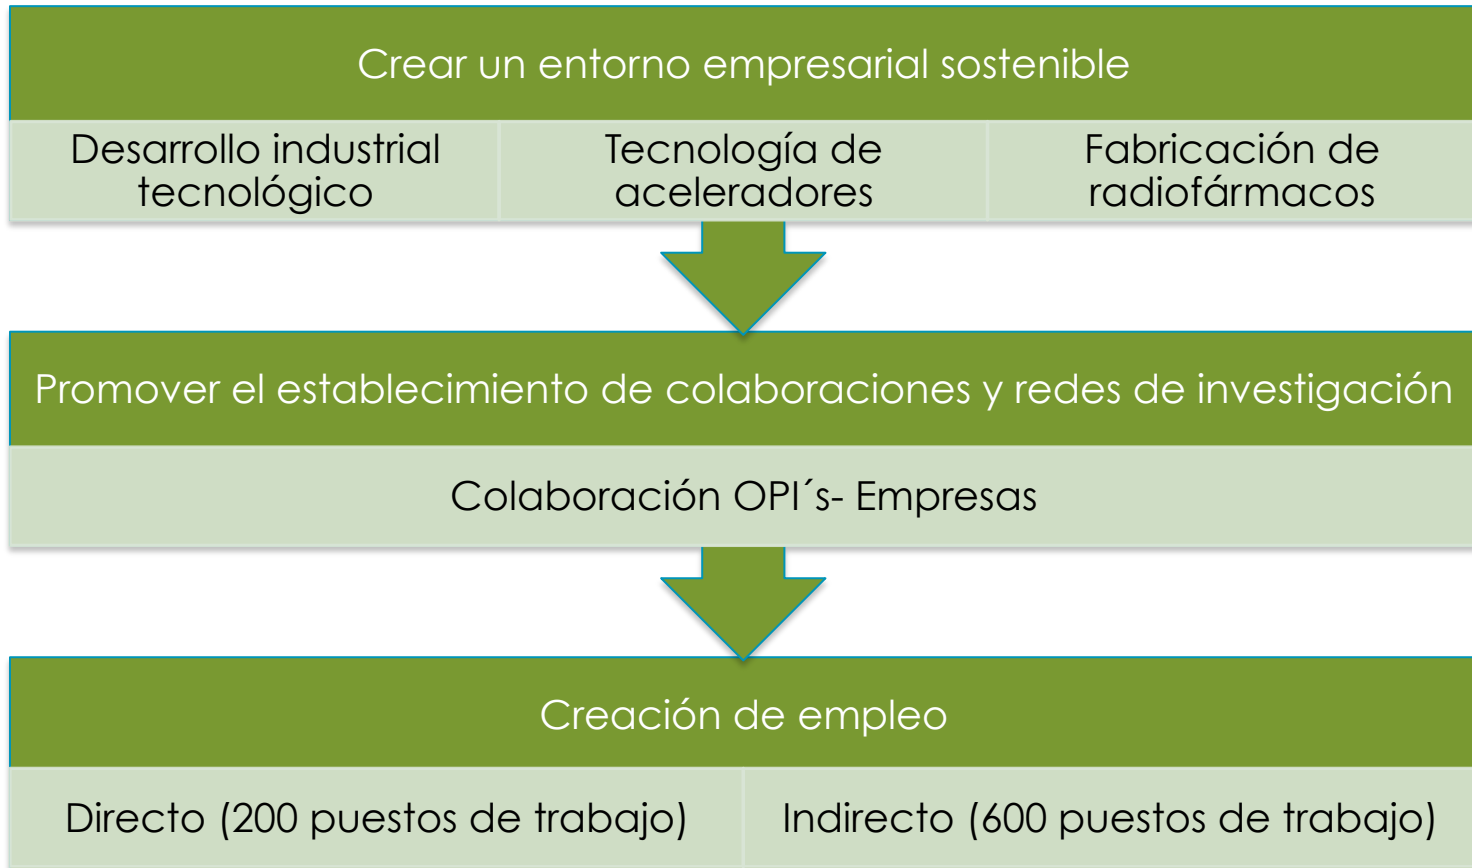 Crear un entorno empresarial sostenible
Desarrollo industrial
tecnológico
Tecnología de
aceleradores
Fabricación de
radiofármacos
Promover el establecimiento de colaboraciones y redes de investigación
Colaboración OPI´s- Empresas
Creación de empleo
Directo (200 puestos de trabajo)
Indirecto (600 puestos de trabajo)